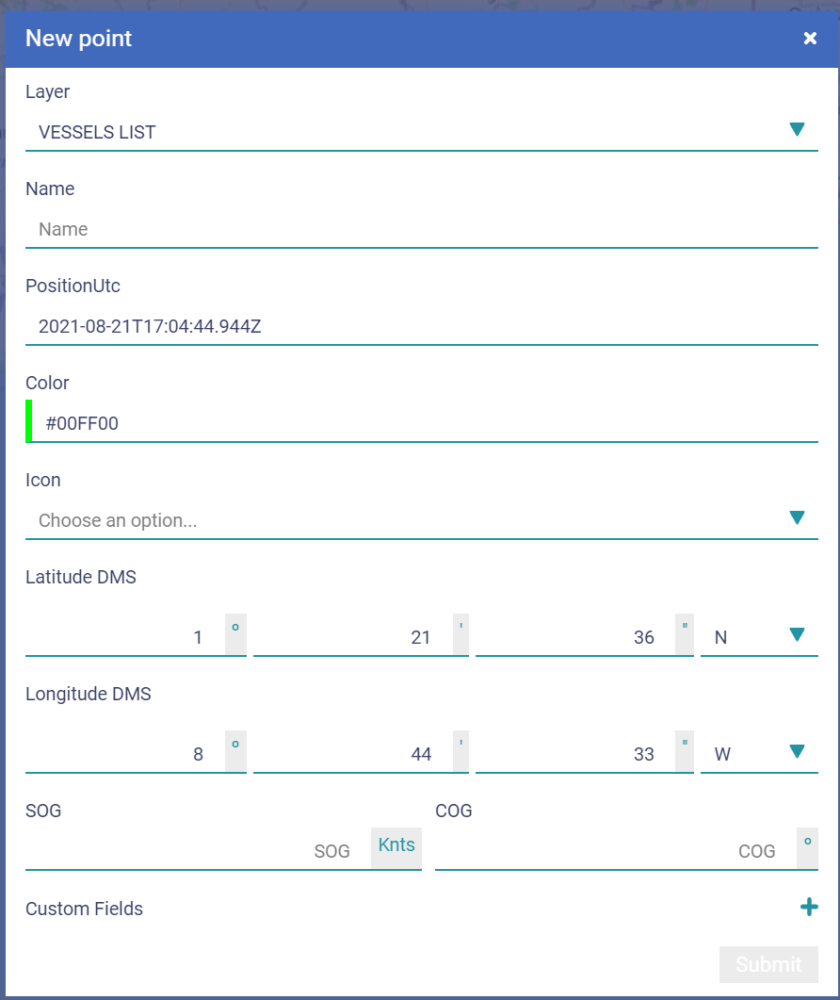 New point
Layer
VESSELS LIST
Name
Name
PositionUtc
2021-08-21T17:04:44.944Z
Color
#00FF00
Icon
Choose an option...
Latitude DMS
1 º 21 ' 36 " N
Longitude DMS
8 º 44 ' 33 " W
SOG COG
SOG Knts COG º
Custom Fields
Submit